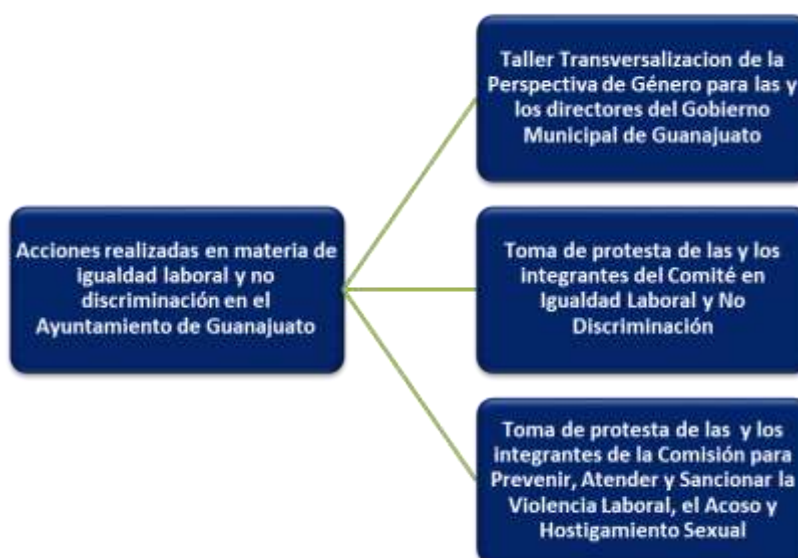 Taller Transversalizacion de la
Perspectiva de Género para las y
los directores del Gobierno
Municipal de Guanajuato
Acciones realizadas en materia de
igualdad laboral y no
discriminación en el
Ayuntamiento de Guanajuato
Toma de protesta de las y los
integrantes del Comité en
Igualdad Laboral y No
Discriminación
Toma de protesta de las y los
integrantes de la Comisión para
Prevenir, Atender y Sancionar la
Violencia Laboral, el Acoso y
Hostigamiento Sexual